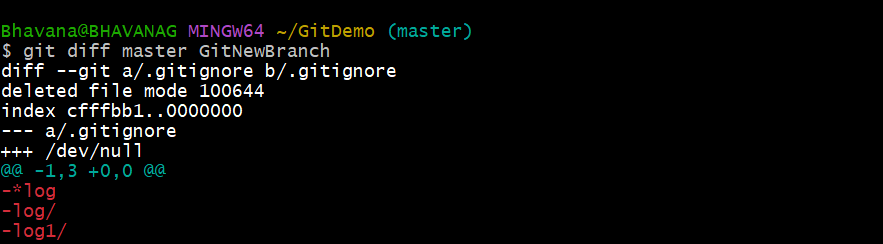 Bhavana@BHAVANAG MINGW64 ~/GitDemo (master)
$ git diff master GitNewBranch
diff --git a/.gitignore b/.gitignore
deleted file mode 100644
index cfffbb1..0000000
--- a/.gitignore
+++ /dev/null
@@ -1,3 +0,0 @@
-*log
-log/
-log1/